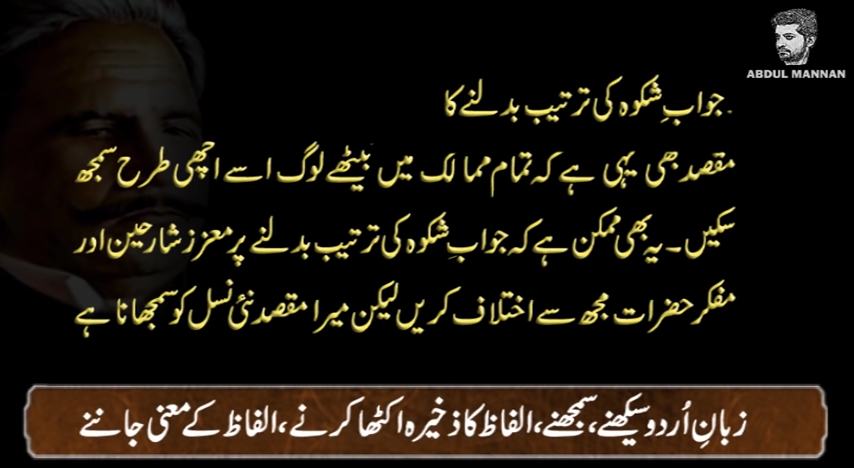 ABDUL MANNAN
۔جوابِ شکوہ کی ترتیب بدلنے کا
مقصد بھی یہی ہے کہ تمام ممالک میں بیٹھے لوگ اسے اچھی طرح سمجھ
سکیں۔ یہ بھی ممکن ہے کہ جوابِ شکوہ کی ترتیب بدلنے پر معزز شارحین اور
مفکر حضرات مجھ سے اختلاف کریں لیکن میرا مقصد نئی نسل کو سمجھانا ہے
زبانِ اُردو سیکھنے، سمجھنے، الفاظ کا ذخیرہ اکٹھا کرنے، الفاظ کے معنی جاننے